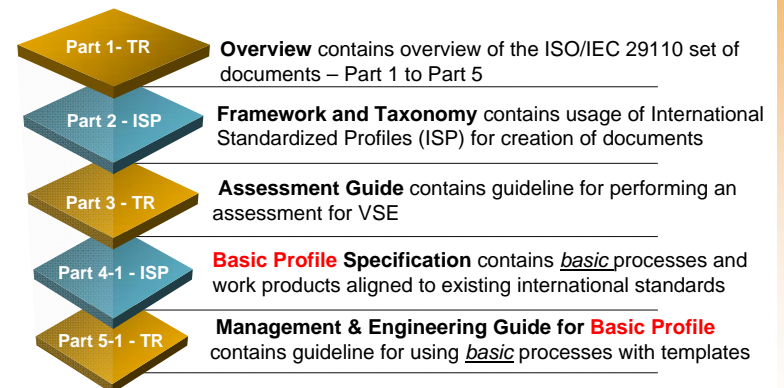 Part 1- TR
Overview contains overview of the ISO/IEC 29110 set of
documents – Part 1 to Part 5
Part 2 - ISP
Framework and Taxonomy contains usage of International
Standardized Profiles (ISP) for creation of documents
Part 3 - TR
Assessment Guide contains guideline for performing an
assessment for VSE
Part 4-1 - ISP
Basic Profile Specification contains basic processes and
work products aligned to existing international standards
Part 5-1 - TR
Management & Engineering Guide for Basic Profile
contains guideline for using basic processes with templates